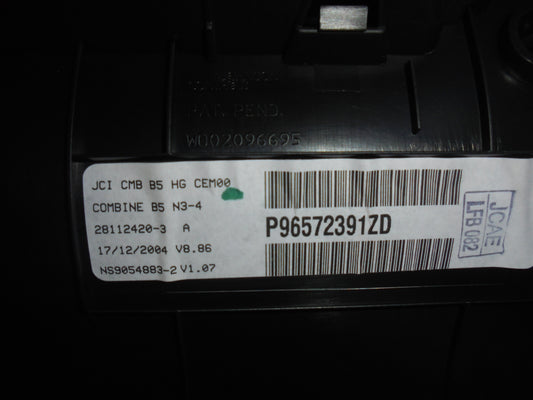 PAT. PEND.
W002096695
JCI CMB B5 HG CEM00
COMBINE B5 N3-4
28112420-3 A
17/12/2004 V8.86
NS9054883-2 V1.07
P96572391ZD
JCAE
LFB 082